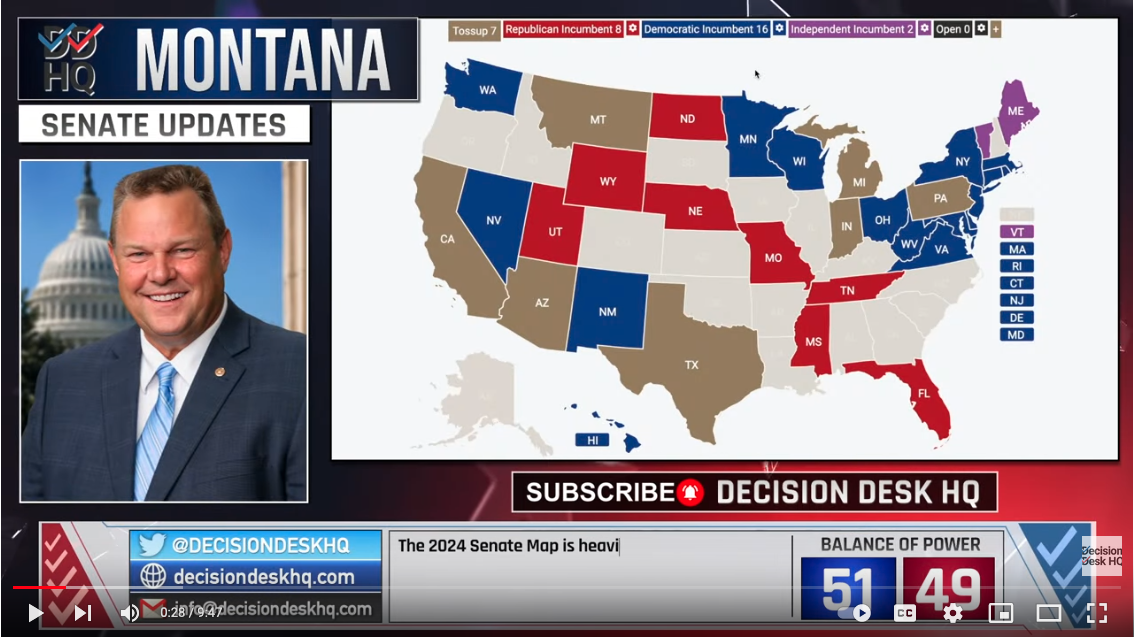 DD
HQ
MONTANA
SENATE UPDATES
Tossup 7 Republican Incumbent 8 Democratic Incumbent 16 Independent Incumbent 2 Open 0 +
WA
MT
ND
MN
ME
WI
NY
WY
MI
NE
PA
NV
UT
IN
OH
CA
WV
VA
MO
VT
MA
RI
AZ
NM
TN
CT
NJ
MS
DE
MD
TX
FL
HI
SUBSCRIBE DECISION DESK HQ
@DECISIONDESKHQ
decisiondeskhq.com
info@decisiondeskhq.com
The 2024 Senate Map is heavi
BALANCE OF POWER
51 49
Decision
Desk HQ
0:28 / 9:47
CC